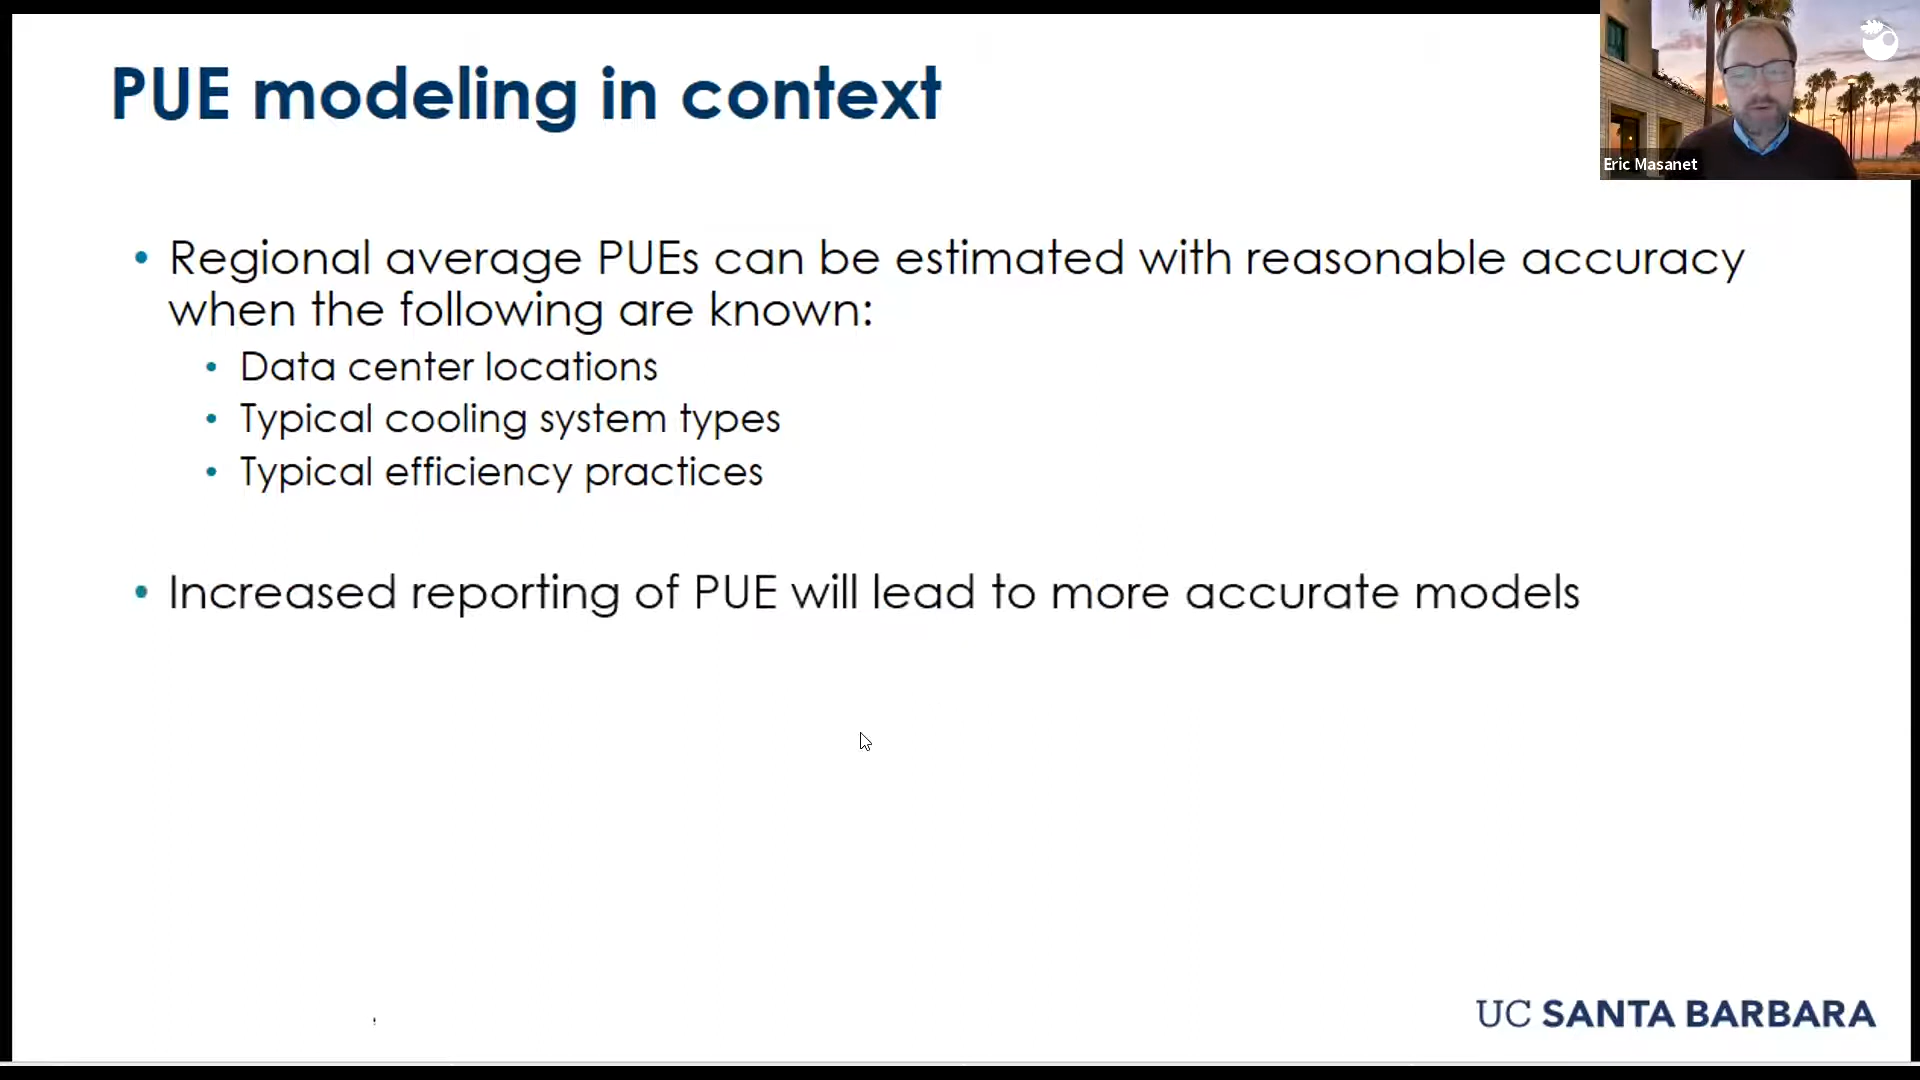 PUE modeling in context
Eric Masanet
• Regional average PUEs can be estimated with reasonable accuracy
when the following are known:
• Data center locations
• Typical cooling system types
• Typical efficiency practices
• Increased reporting of PUE will lead to more accurate models
UC SANTA BARBARA